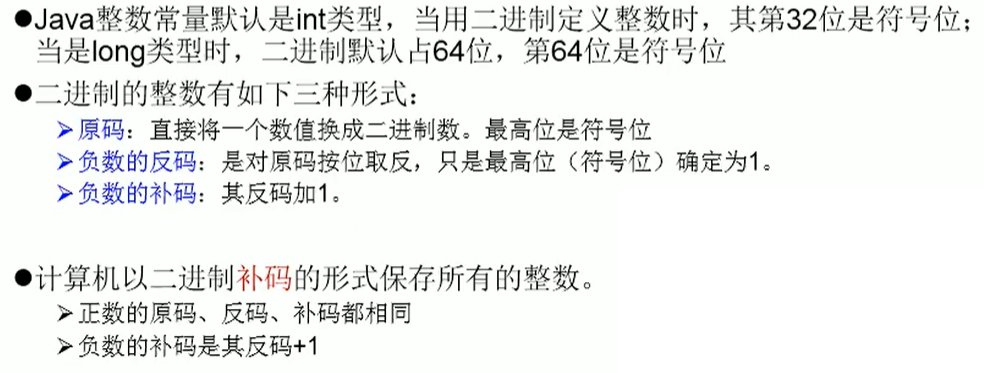 ●Java整数常量默认是int类型，当用二进制定义整数时，其第32位是符号位；
当是long类型时，二进制默认占64位，第64位是符号位
●二进制的整数有如下三种形式：
➢原码：直接将一个数值换成二进制数。最高位是符号位
➢负数的反码：是对原码按位取反，只是最高位（符号位）确定为1。
➢负数的补码：其反码加1。
●计算机以二进制补码的形式保存所有的整数。
➢正数的原码、反码、补码都相同
➢负数的补码是其反码+1